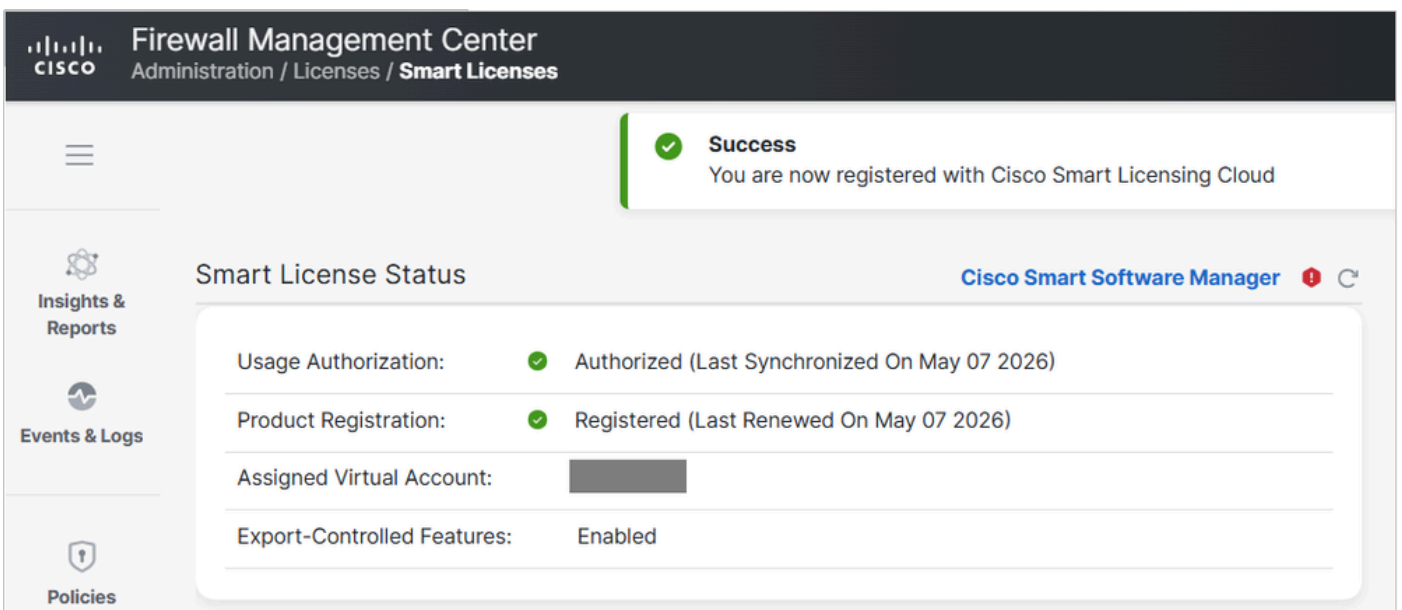 CISCO
Firewall Management Center
Administration / Licenses / Smart Licenses
Success
You are now registered with Cisco Smart Licensing Cloud
Smart License Status
Cisco Smart Software Manager
Insights &
Reports
Usage Authorization: Authorized (Last Synchronized On May 07 2026)
Product Registration: Registered (Last Renewed On May 07 2026)
Events & Logs
Assigned Virtual Account:
Export-Controlled Features: Enabled
Policies